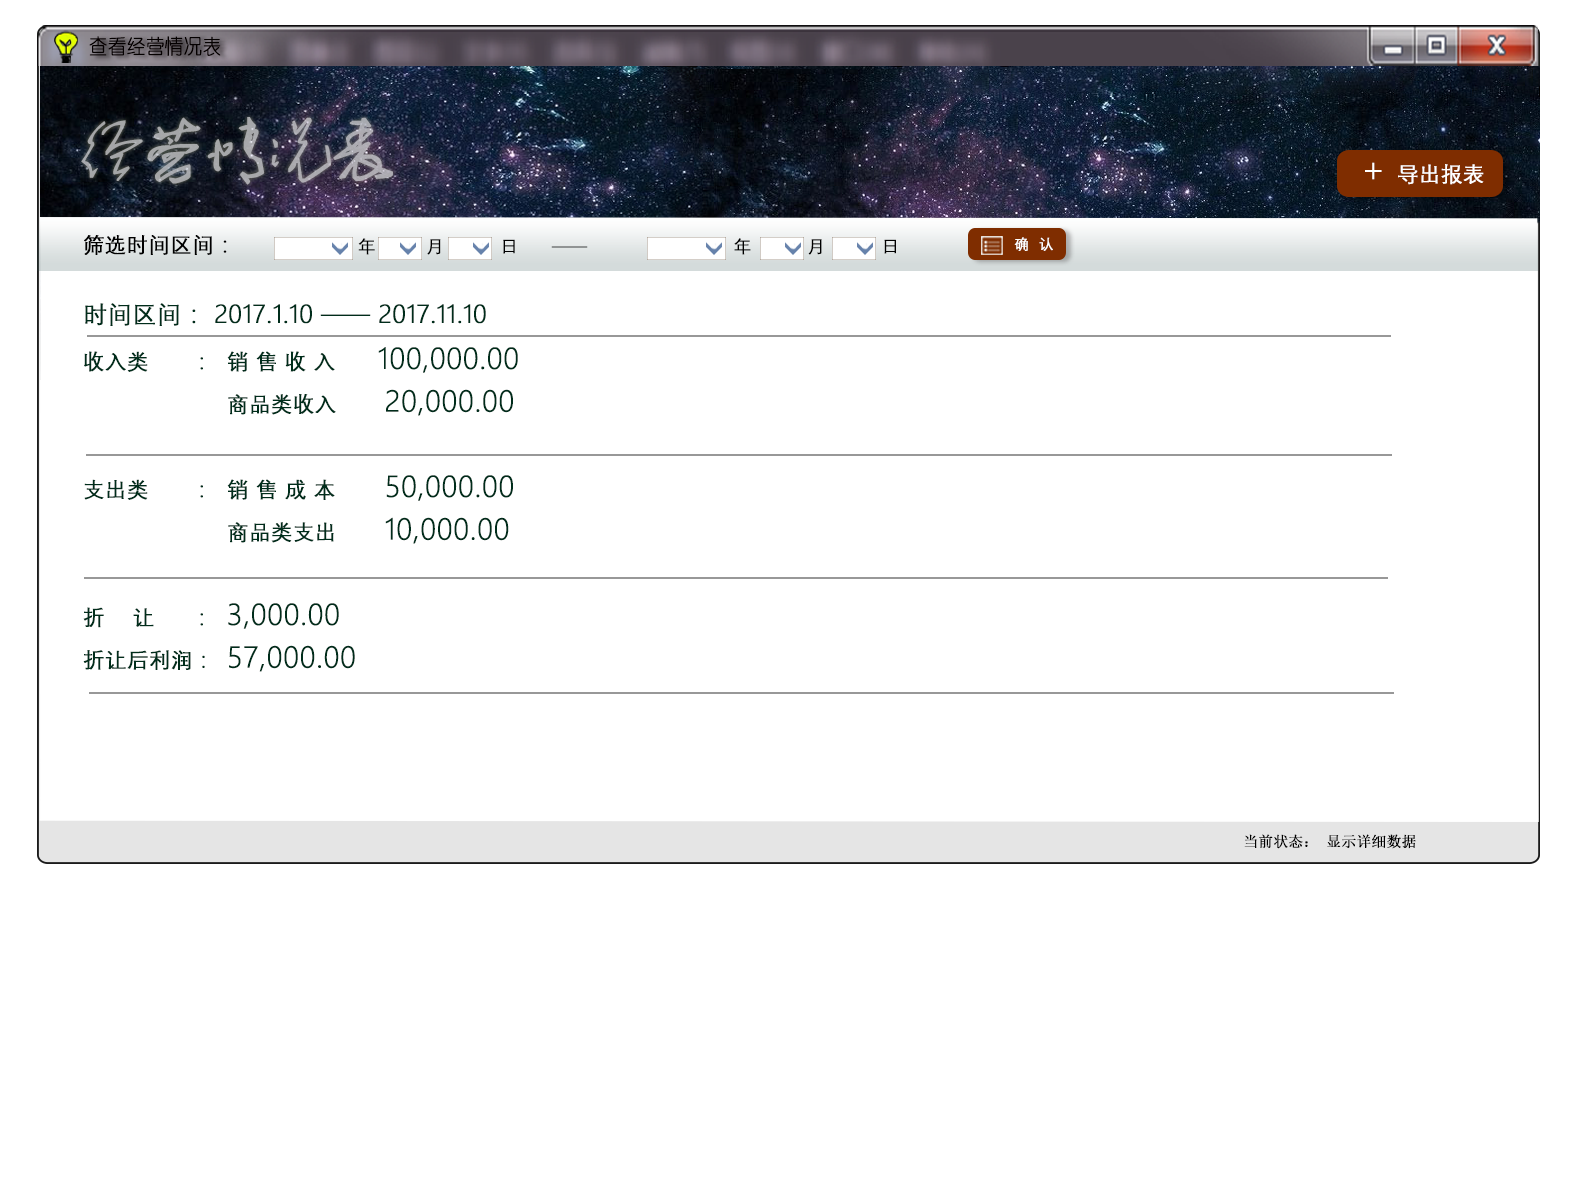 查看经营情况表
经营情况表
+ 导出报表
筛选时间区间： 年 月 日 —— 年 月 日 确 认
时间区间： 2017.1.10 —— 2017.11.10
收入类 ： 销 售 收 入 100,000.00
商品类收入 20,000.00
支出类 ： 销 售 成 本 50,000.00
商品类支出 10,000.00
折 让 ： 3,000.00
折让后利润： 57,000.00
当前状态： 显示详细数据